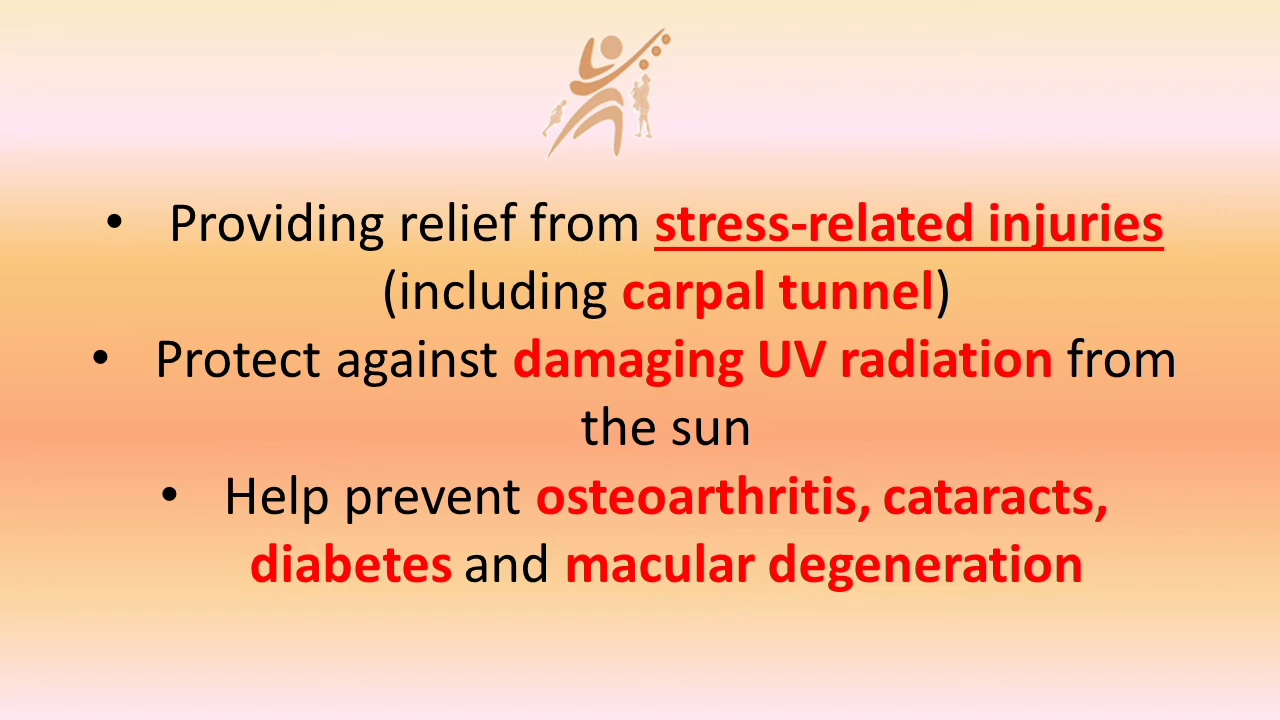 • Providing relief from stress-related injuries
(including carpal tunnel)
• Protect against damaging UV radiation from
the sun
• Help prevent osteoarthritis, cataracts,
diabetes and macular degeneration